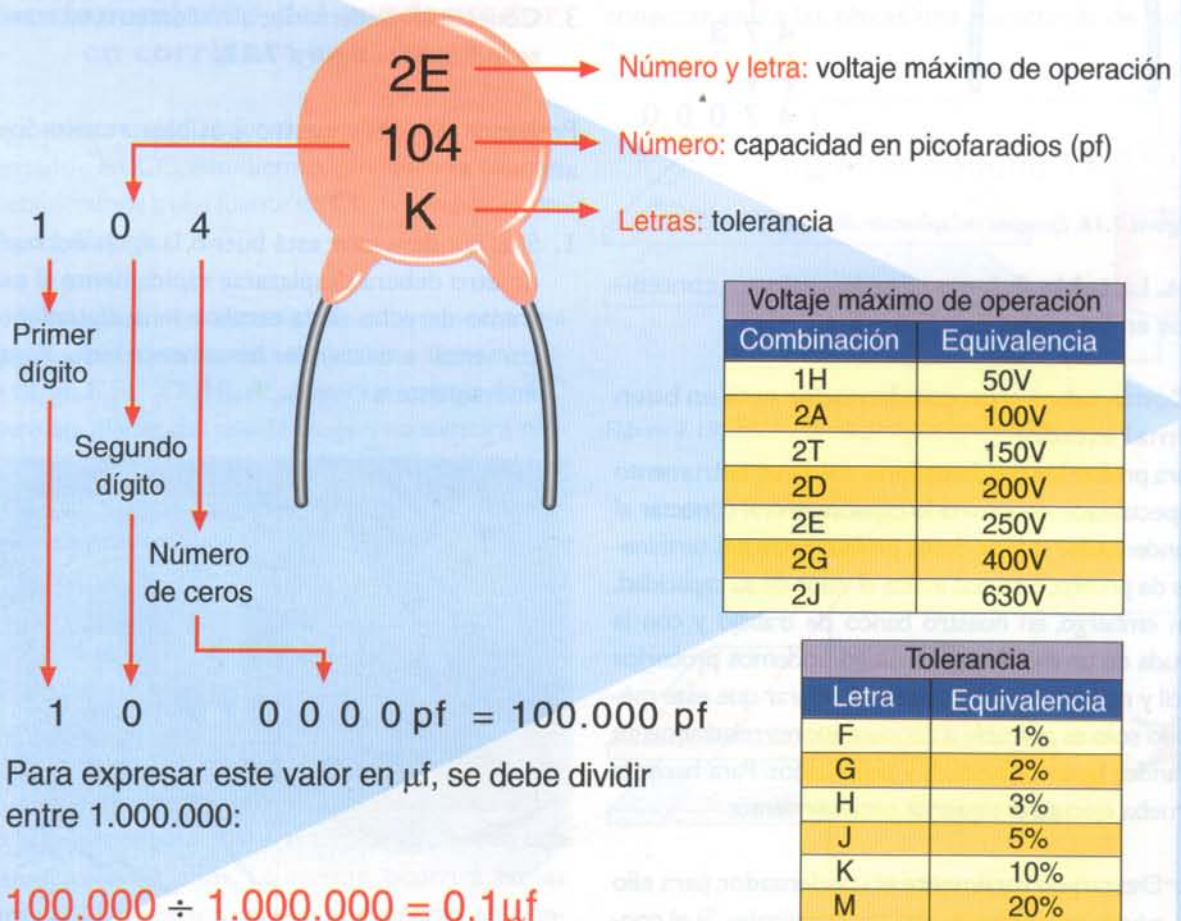 2E
104
K
Número y letra: voltaje máximo de operación
Número: capacidad en picofaradios (pf)
Letras: tolerancia
1 0 4
Primer
dígito
Segundo
dígito
Número
de ceros
1 0 0 0 0 0 pf = 100.000 pf
Para expresar este valor en µf, se debe dividir
entre 1.000.000:
100.000 ÷ 1.000.000 = 0,1µf
Voltaje máximo de operación
Combinación Equivalencia
1H 50V
2A 100V
2T 150V
2D 200V
2E 250V
2G 400V
2J 630V
Tolerancia
Letra Equivalencia
F 1%
G 2%
H 3%
J 5%
K 10%
M 20%